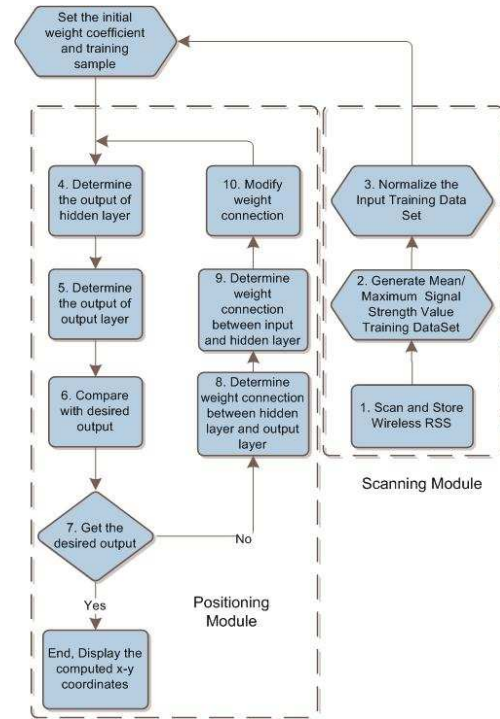 Set the initial
weight coefficient
and training
sample
4. Determine
the output of
hidden layer
5. Determine
the output of
output layer
6. Compare
with desired
output
7. Get the
desired output
No
Yes
End, Display the
computed x-y
coordinates
10. Modify
weight
connection
9. Determine
weight
connection
between input
and hidden layer
8. Determine
weight connection
between hidden
layer and output
layer
Positioning
Module
3. Normalize the
Input Training Data
Set
2. Generate Mean/
Maximum Signal
Strength Value
Training DataSet
1. Scan and Store
Wireless RSS
Scanning Module